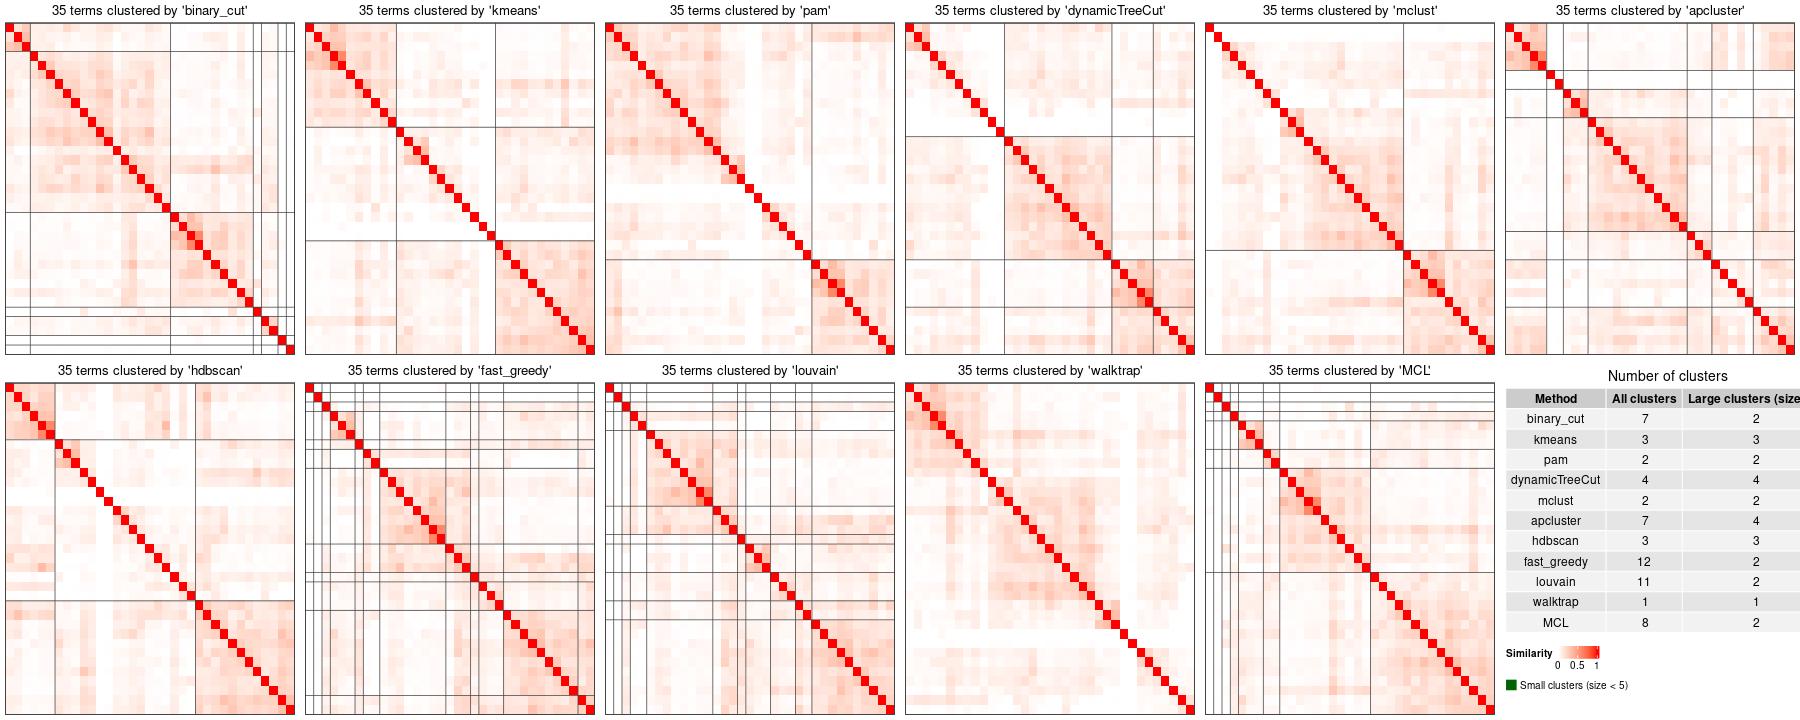 35 terms clustered by 'binary_cut'
35 terms clustered by 'kmeans'
35 terms clustered by 'pam'
35 terms clustered by 'dynamicTreeCut'
35 terms clustered by 'mclust'
35 terms clustered by 'apcluster'
35 terms clustered by 'hdbscan'
35 terms clustered by 'fast_greedy'
35 terms clustered by 'louvain'
35 terms clustered by 'walktrap'
35 terms clustered by 'MCL'
Number of clusters
Method All clusters Large clusters (size
binary_cut 7 2
kmeans 3 3
pam 2 2
dynamicTreeCut 4 4
mclust 2 2
apcluster 7 4
hdbscan 3 3
fast_greedy 12 2
louvain 11 2
walktrap 1 1
MCL 8 2
Similarity
0 0.5 1
Small clusters (size < 5)